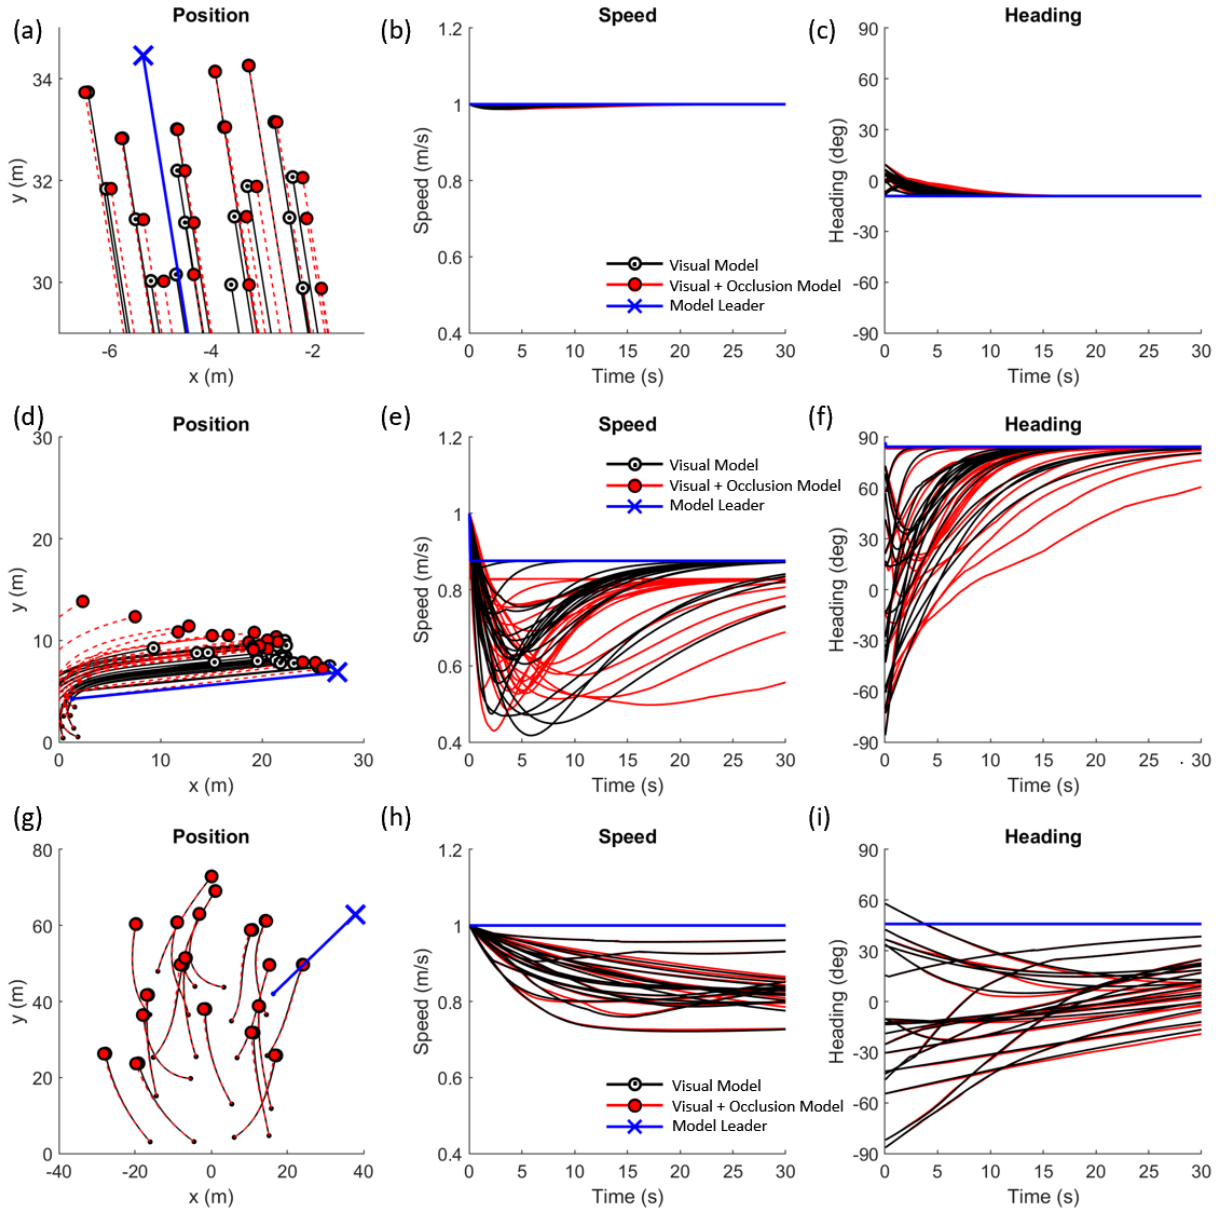 (a)
Position
34
32
30
y (m)
-6
-4
-2
x (m)
(b)
Speed
1.2
1
0.8
0.6
0.4
Speed (m/s)
Visual Model
Visual + Occlusion Model
Model Leader
0
5
10
15
20
25
30
Time (s)
(c)
Heading
90
60
30
0
-30
-60
-90
Heading (deg)
0
5
10
15
20
25
30
Time (s)
(d)
Position
30
20
10
0
y (m)
0
10
20
30
x (m)
(e)
Speed
1.2
1
0.8
0.6
0.4
Speed (m/s)
Visual Model
Visual + Occlusion Model
Model Leader
0
5
10
15
20
25
30
Time (s)
(f)
Heading
90
60
30
0
-30
-60
-90
Heading (deg)
0
5
10
15
20
25
. 30
Time (s)
(g)
Position
80
60
40
20
0
y (m)
-40
-20
0
20
40
x (m)
(h)
Speed
1.2
1
0.8
0.6
0.4
Speed (m/s)
Visual Model
Visual + Occlusion Model
Model Leader
0
5
10
15
20
25
30
Time (s)
(i)
Heading
90
60
30
0
-30
-60
-90
Heading (deg)
0
5
10
15
20
25
30
Time (s)